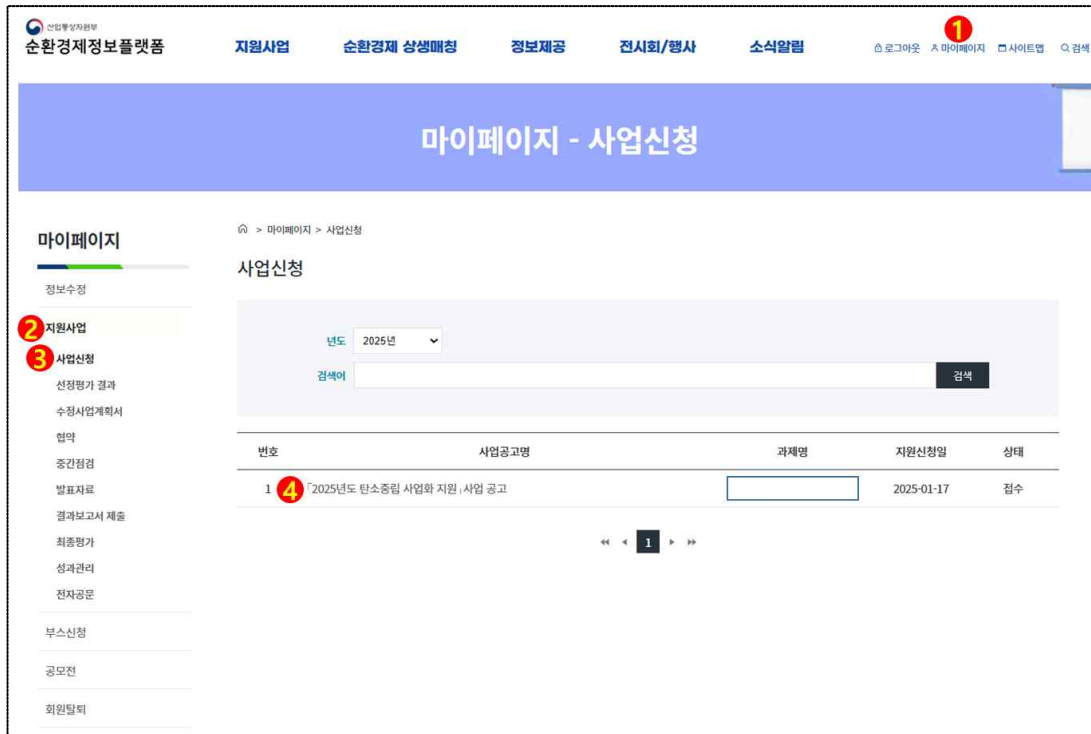 산업통상자원부
순환경제정보플랫폼
지원사업 순환경제 상생매칭 정보제공 전시회/행사 소식알림
1
로그아웃 마이페이지 사이트맵 검색
마이페이지 - 사업신청
마이페이지
정보수정
2 지원사업
3 사업신청
선정평가 결과
수정사업계획서
협약
중간점검
발표자료
결과보고서 제출
최종평가
성과관리
전자공문
부스신청
공모전
회원탈퇴
> 마이페이지 > 사업신청
사업신청
년도 2025년
검색어 검색
번호 사업공고명 과제명 지원신청일 상태
1 4 「2025년도 탄소중립 사업화 지원」사업 공고 2025-01-17 접수
1